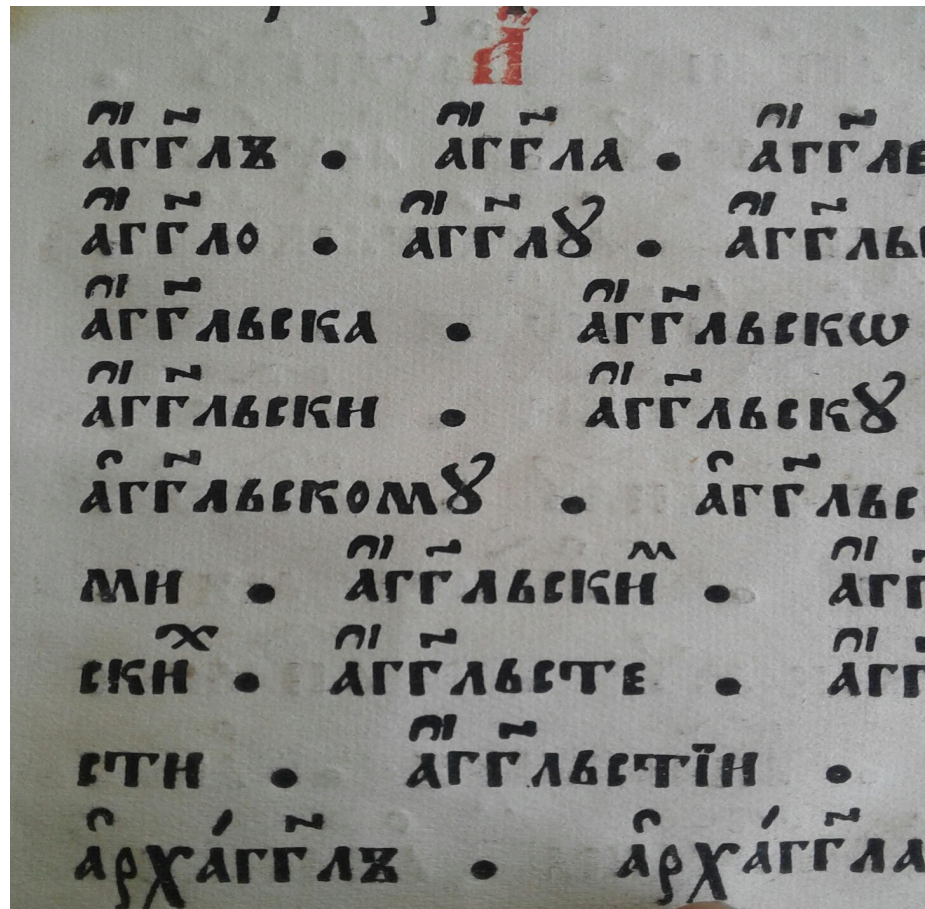 А҃
а҆́гг҃лъ • а҆́гг҃ла •
а҆́гг҃ло • а҆́гг҃лꙋ •
а҆́гг҃льска • а҆́гг҃льскѡ
а҆́гг҃льски • а҆́гг҃льскꙋ
а҆гг҃льскомꙋ •
ми • а҆́гг҃льскиⷨ •
скиⷯ • а҆́гг҃льсте •
сти • а҆́гг҃льстїи •
а҆рха́гг҃лъ • а҆рха́гг҃ла